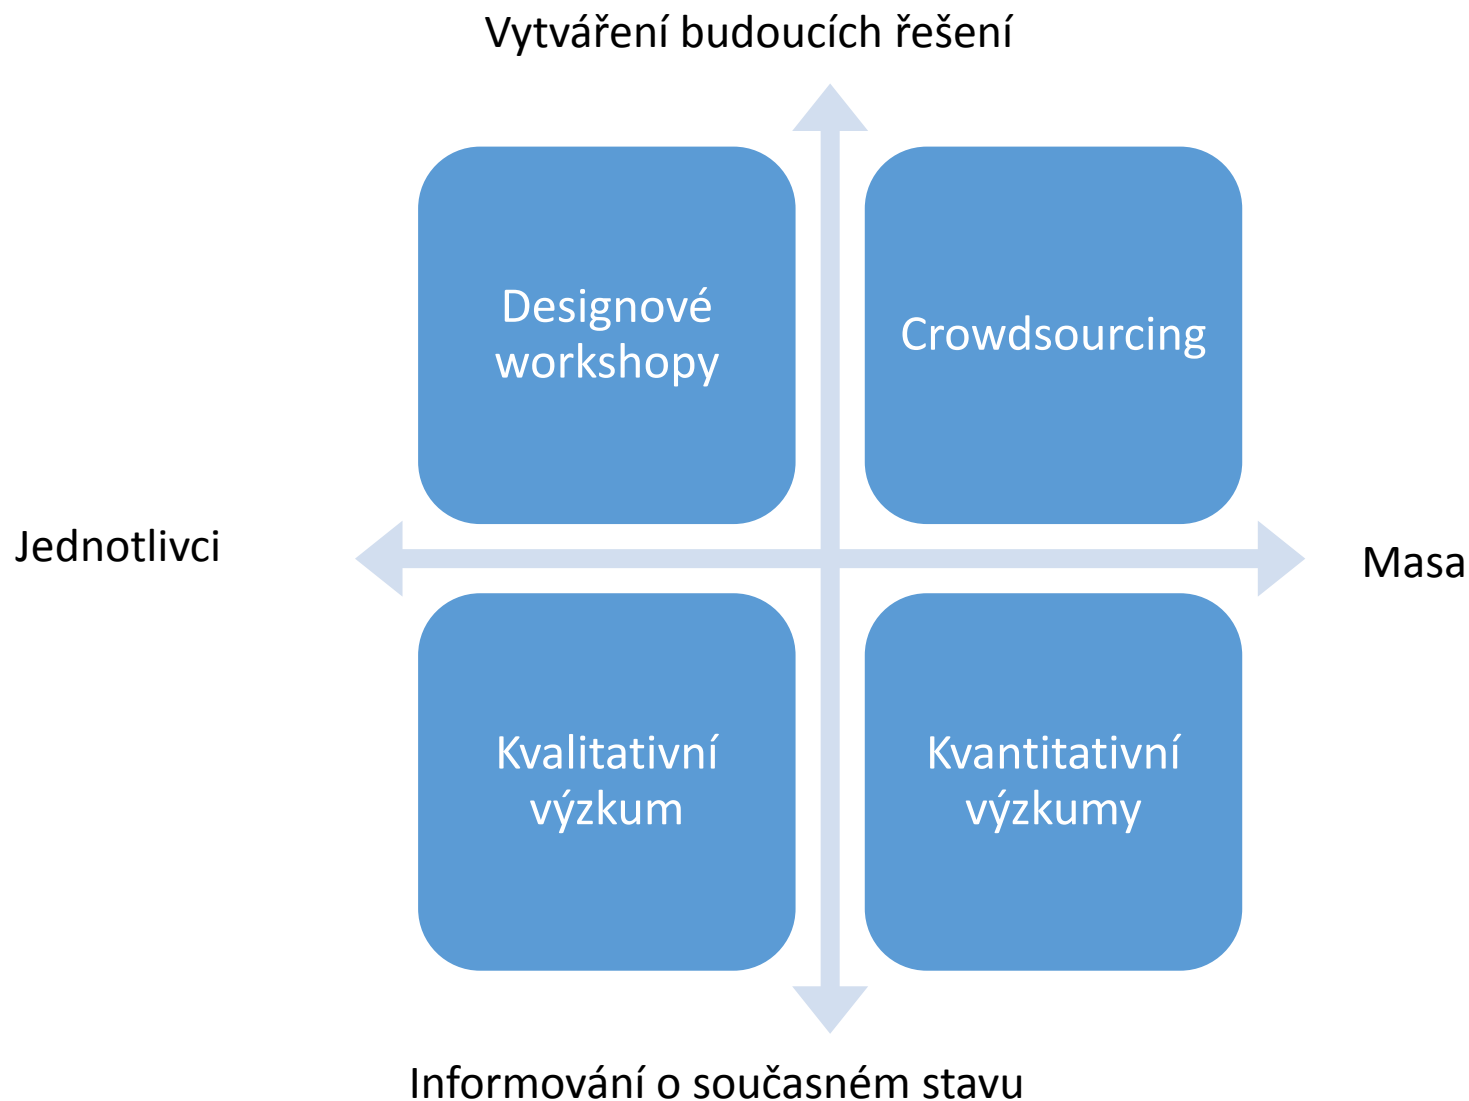 Vytváření budoucích řešení
Designové
workshopy
Crowdsourcing
Jednotlivci
Masa
Kvalitativní
výzkum
Kvantitativní
výzkumy
Informování o současném stavu